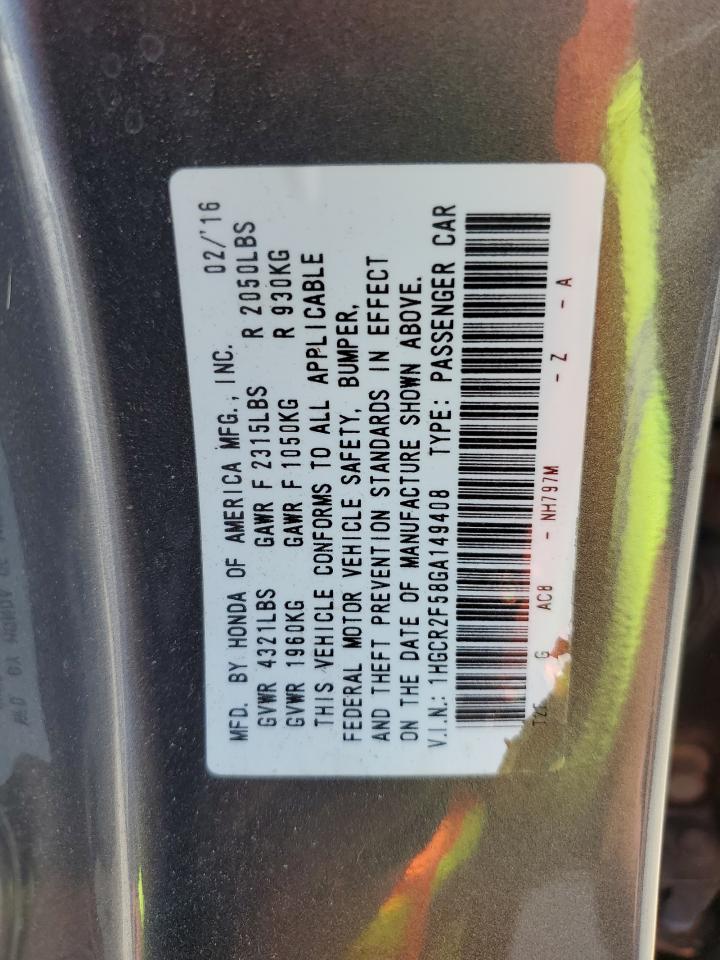 MFD. BY HONDA OF AMERICA MFG., INC. 02/'16
GVWR 4321LBS GAWR F 2315LBS R 2050LBS
GVWR 1960KG GAWR F 1050KG R 930KG
THIS VEHICLE CONFORMS TO ALL APPLICABLE
FEDERAL MOTOR VEHICLE SAFETY, BUMPER,
AND THEFT PREVENTION STANDARDS IN EFFECT
ON THE DATE OF MANUFACTURE SHOWN ABOVE.
V.I.N.: 1HGCR2F58GA149408 TYPE: PASSENGER CAR
G AC8 - NH797M - Z - A